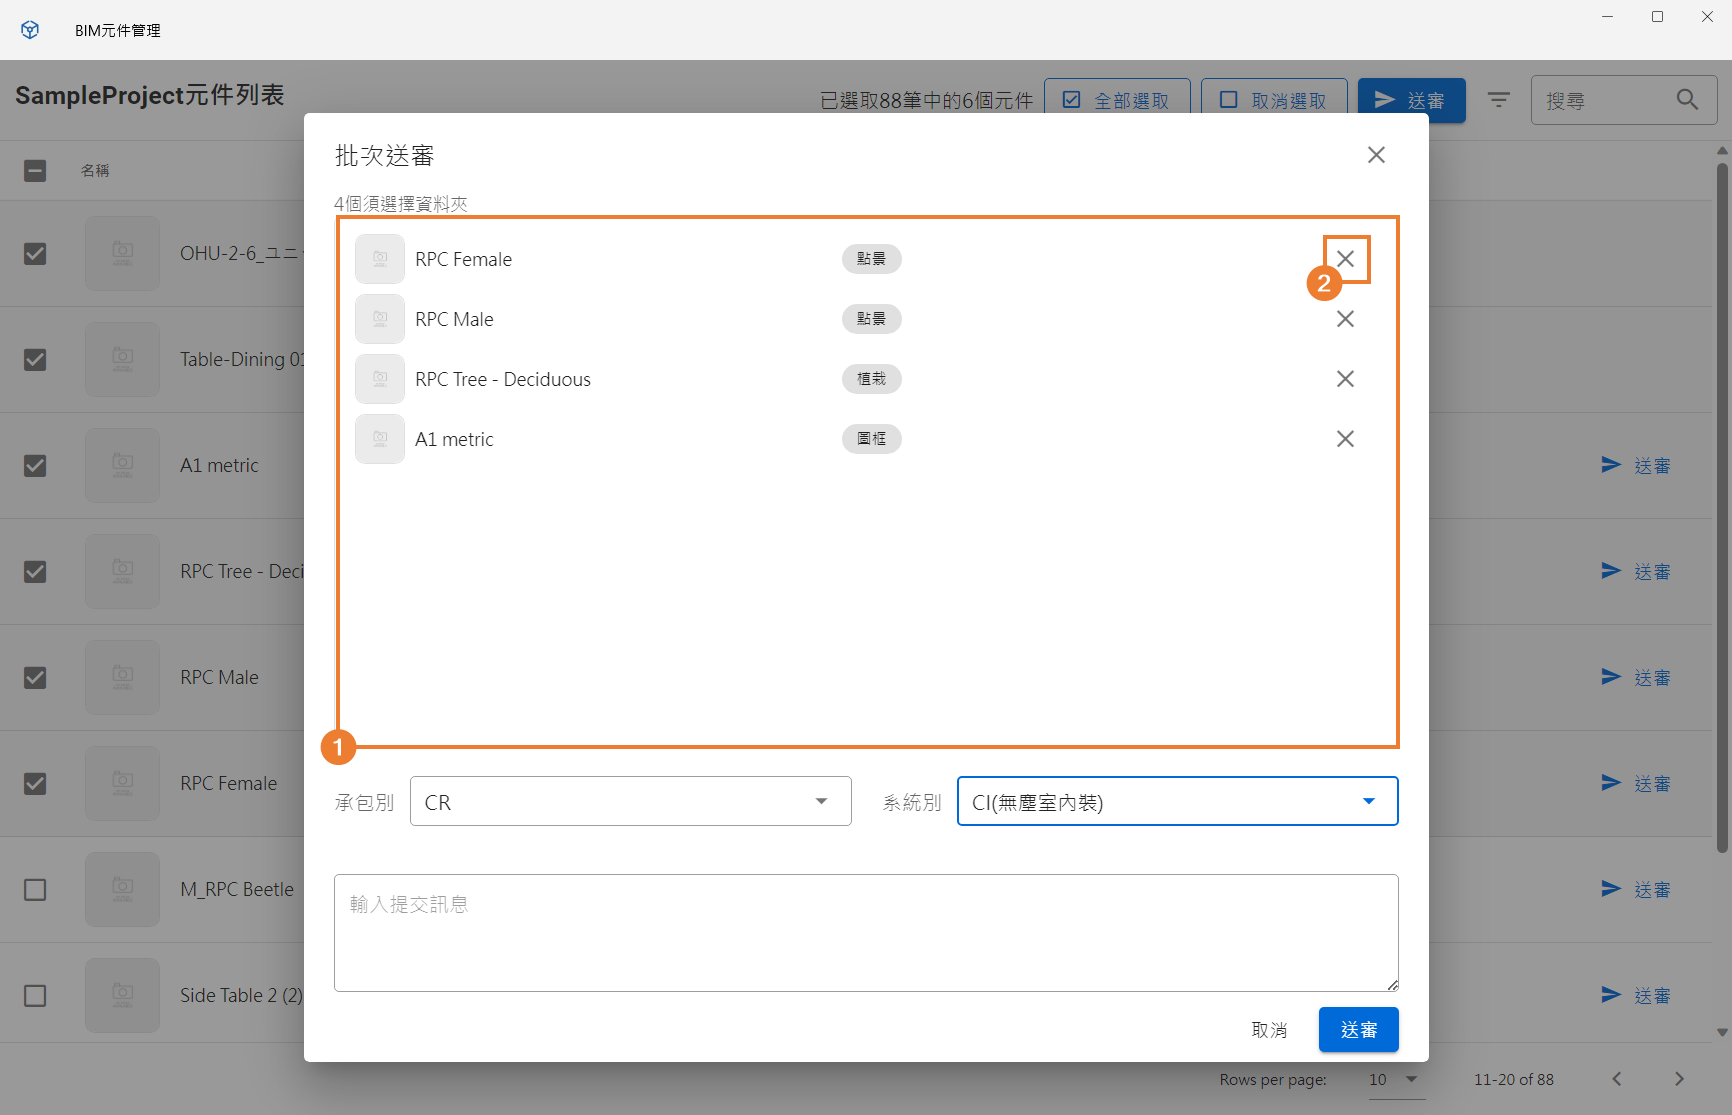 BIM元件管理
SampleProject元件列表
已選取88筆中的6個元件
全部選取
取消選取
送審
搜尋
名稱
OHU-2-6_ユニ
Table-Dining 01
A1 metric
送審
RPC Tree - Deci
送審
RPC Male
送審
RPC Female
送審
M_RPC Beetle
送審
Side Table 2 (2)
送審
批次送審
4個須選擇資料夾
RPC Female
點景
2
RPC Male
點景
RPC Tree - Deciduous
植栽
A1 metric
圖框
1
承包別
CR
系統別
CI(無塵室內裝)
輸入提交訊息
取消
送審
Rows per page:
10
11-20 of 88